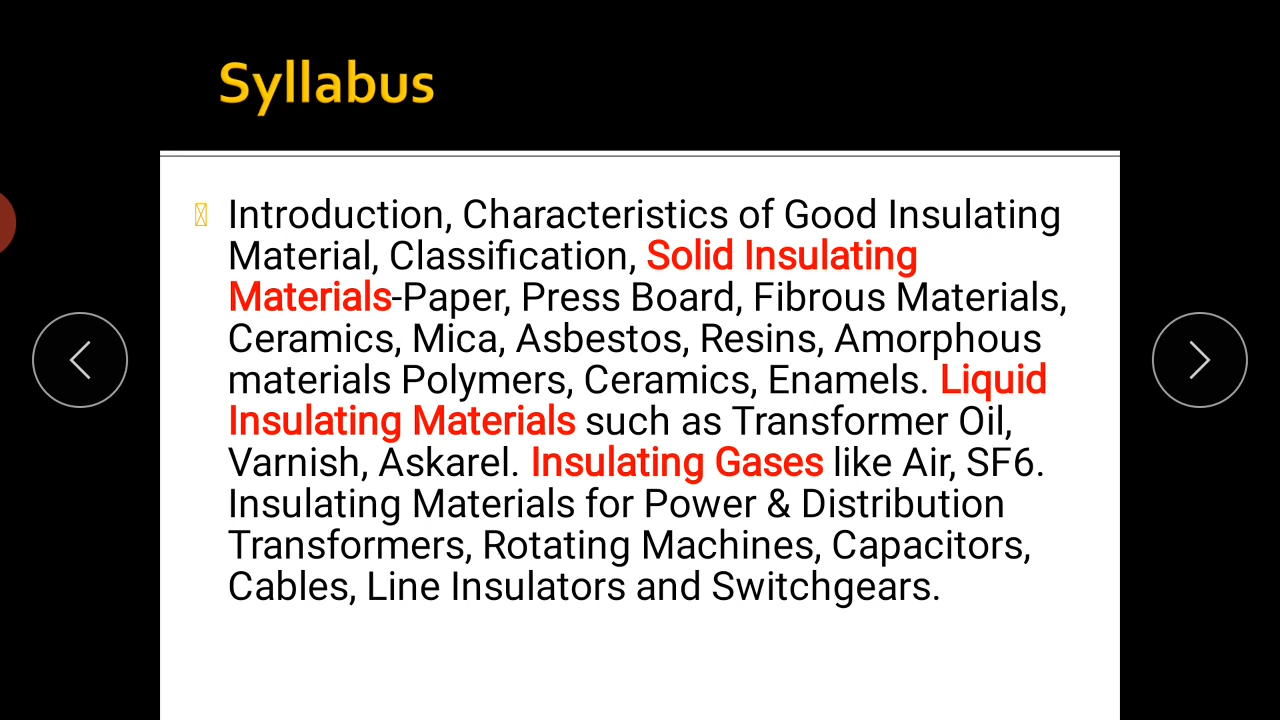 Syllabus
Introduction, Characteristics of Good Insulating
Material, Classification, Solid Insulating
Materials-Paper, Press Board, Fibrous Materials,
Ceramics, Mica, Asbestos, Resins, Amorphous
materials Polymers, Ceramics, Enamels. Liquid
Insulating Materials such as Transformer Oil,
Varnish, Askarel. Insulating Gases like Air, SF6.
Insulating Materials for Power & Distribution
Transformers, Rotating Machines, Capacitors,
Cables, Line Insulators and Switchgears.